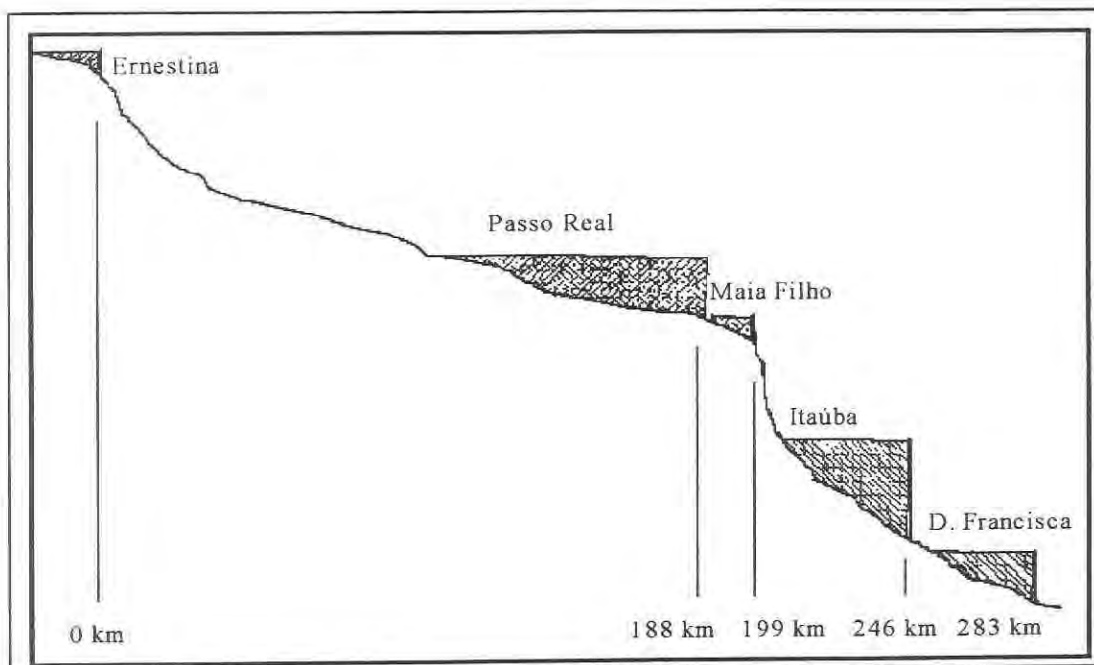 Ernestina
Passo Real
Maia Filho
Itaúba
D. Francisca
0 km
188 km
199 km
246 km
283 km